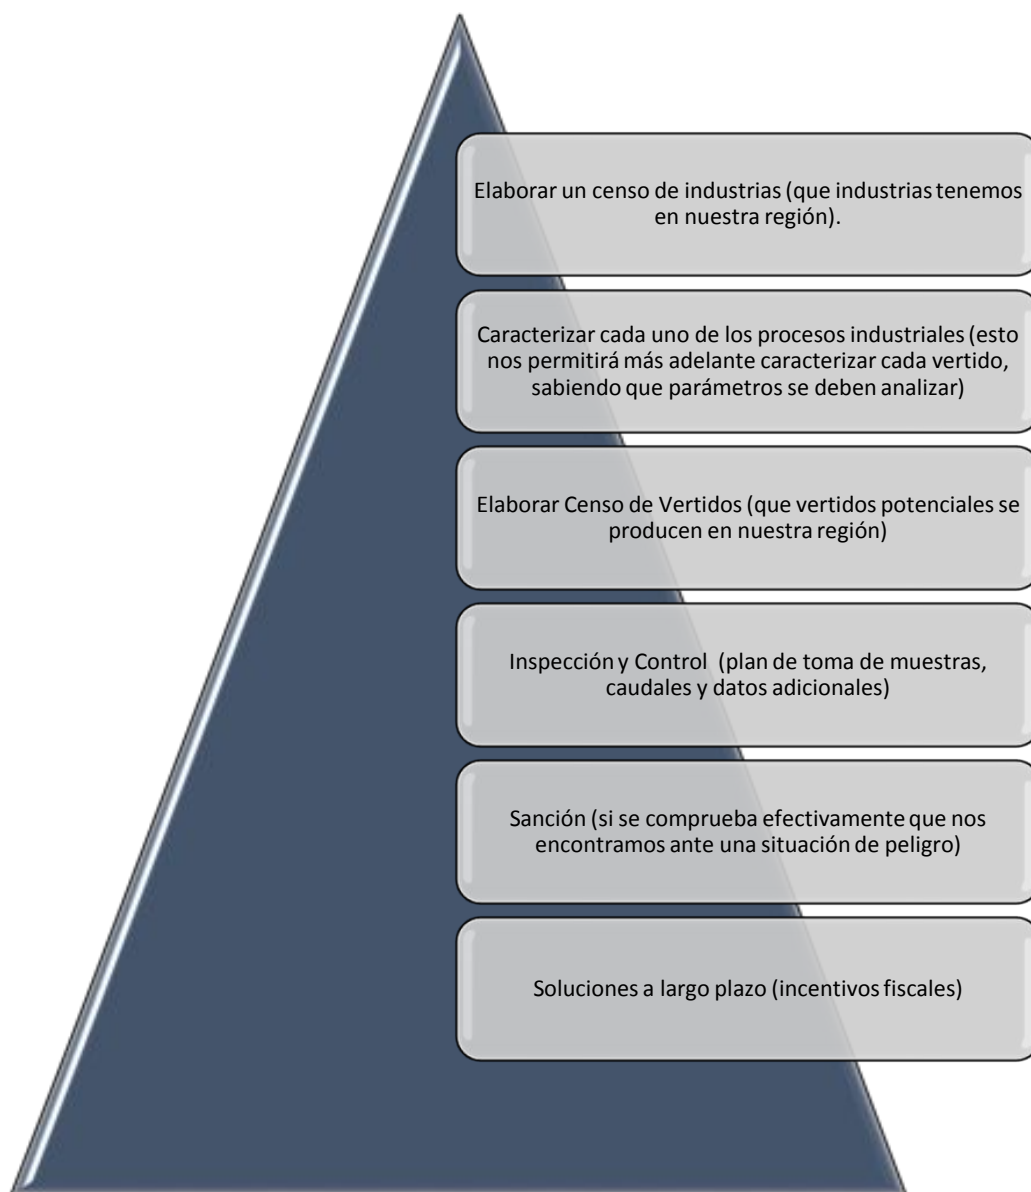 Elaborar un censo de industrias (que industrias tenemos
en nuestra región).
Caracterizar cada uno de los procesos industriales (esto
nos permitirá más adelante caracterizar cada vertido,
sabiendo que parámetros se deben analizar)
Elaborar Censo de Vertidos (que vertidos potenciales se
producen en nuestra región)
Inspección y Control (plan de toma de muestras,
caudales y datos adicionales)
Sanción (si se comprueba efectivamente que nos
encontramos ante una situación de peligro)
Soluciones a largo plazo (incentivos fiscales)